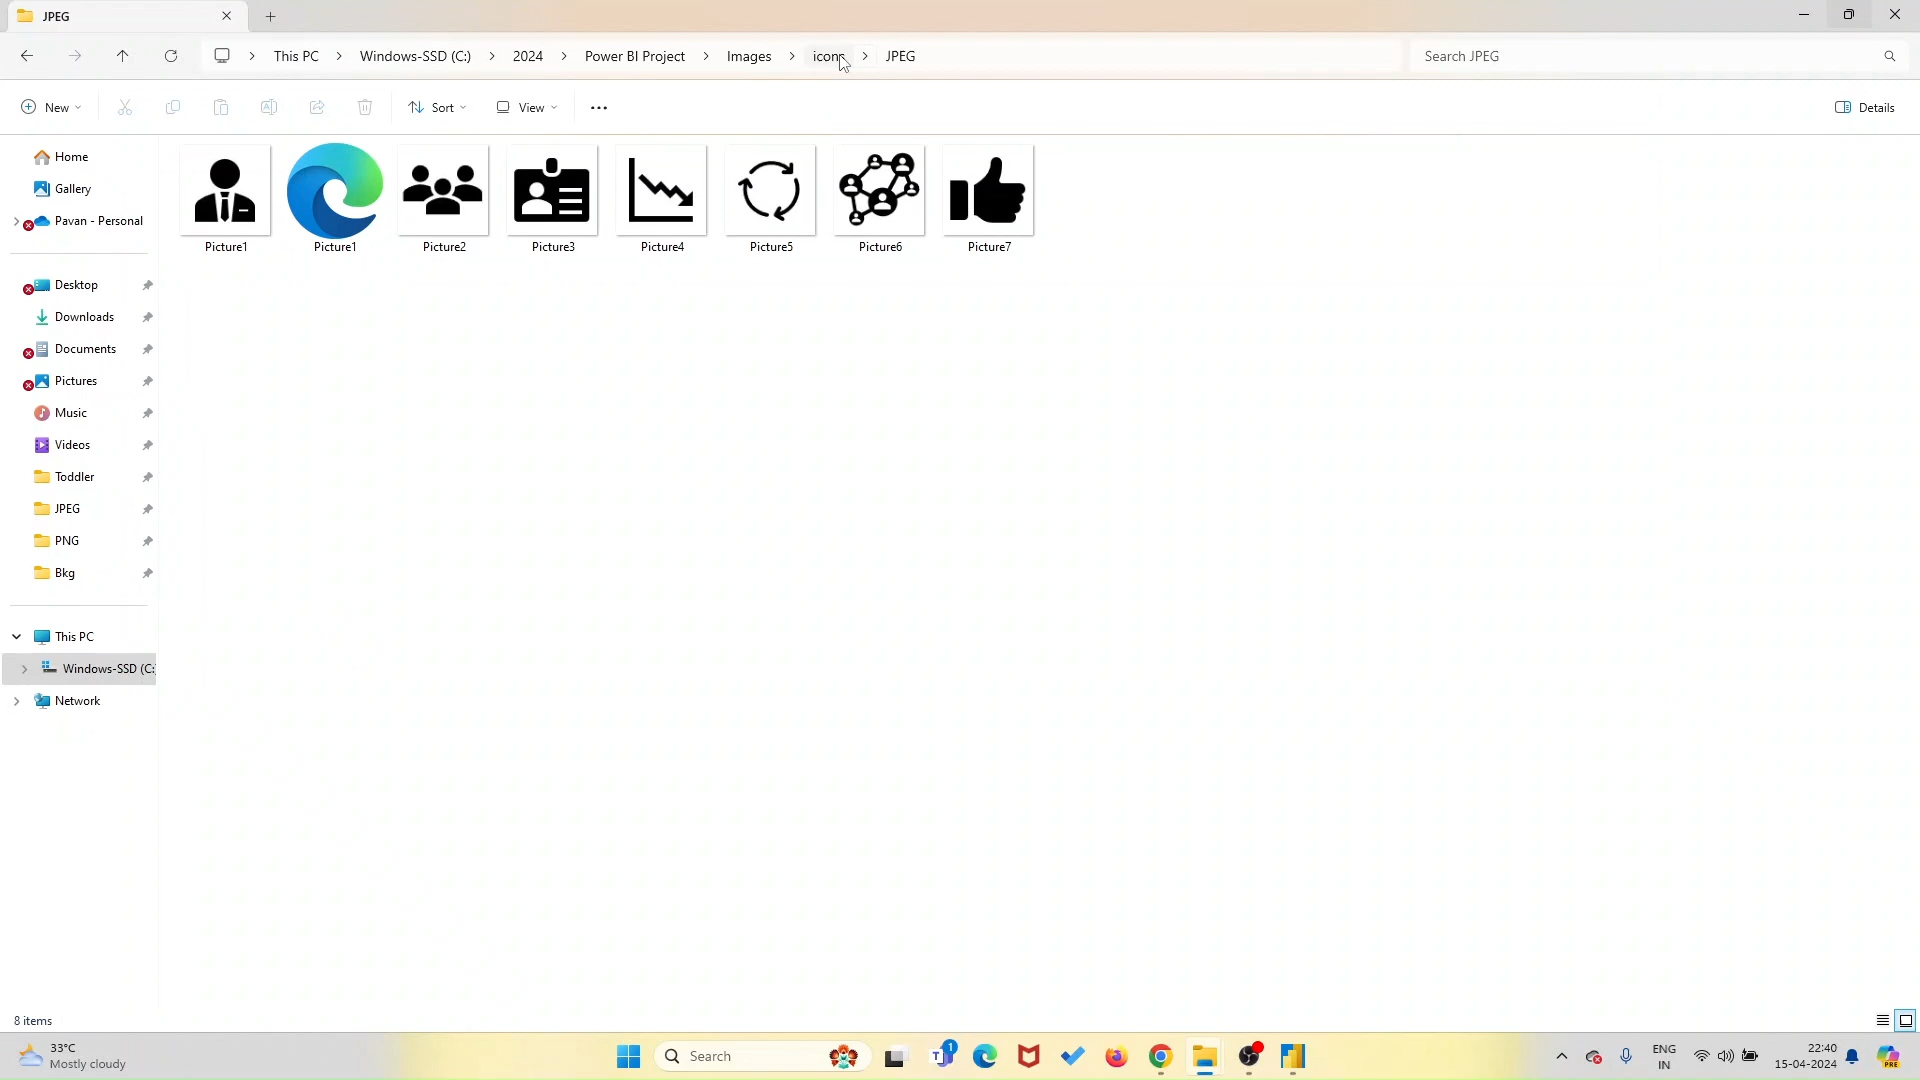 JPEG
This PC
Windows-SSD (C:)
2024
Power BI Project
Images
icons
JPEG
Search JPEG
New
Sort
View
Details
Home
Gallery
Pavan - Personal
Desktop
Downloads
Documents
Pictures
Music
Videos
Toddler
JPEG
PNG
Bkg
This PC
Windows-SSD (C:
Network
Picture1
Picture1
Picture2
Picture3
Picture4
Picture5
Picture6
Picture7
8 items
33°C
Mostly cloudy
Search
1
ENG
IN
22:40
15-04-2024
PRE